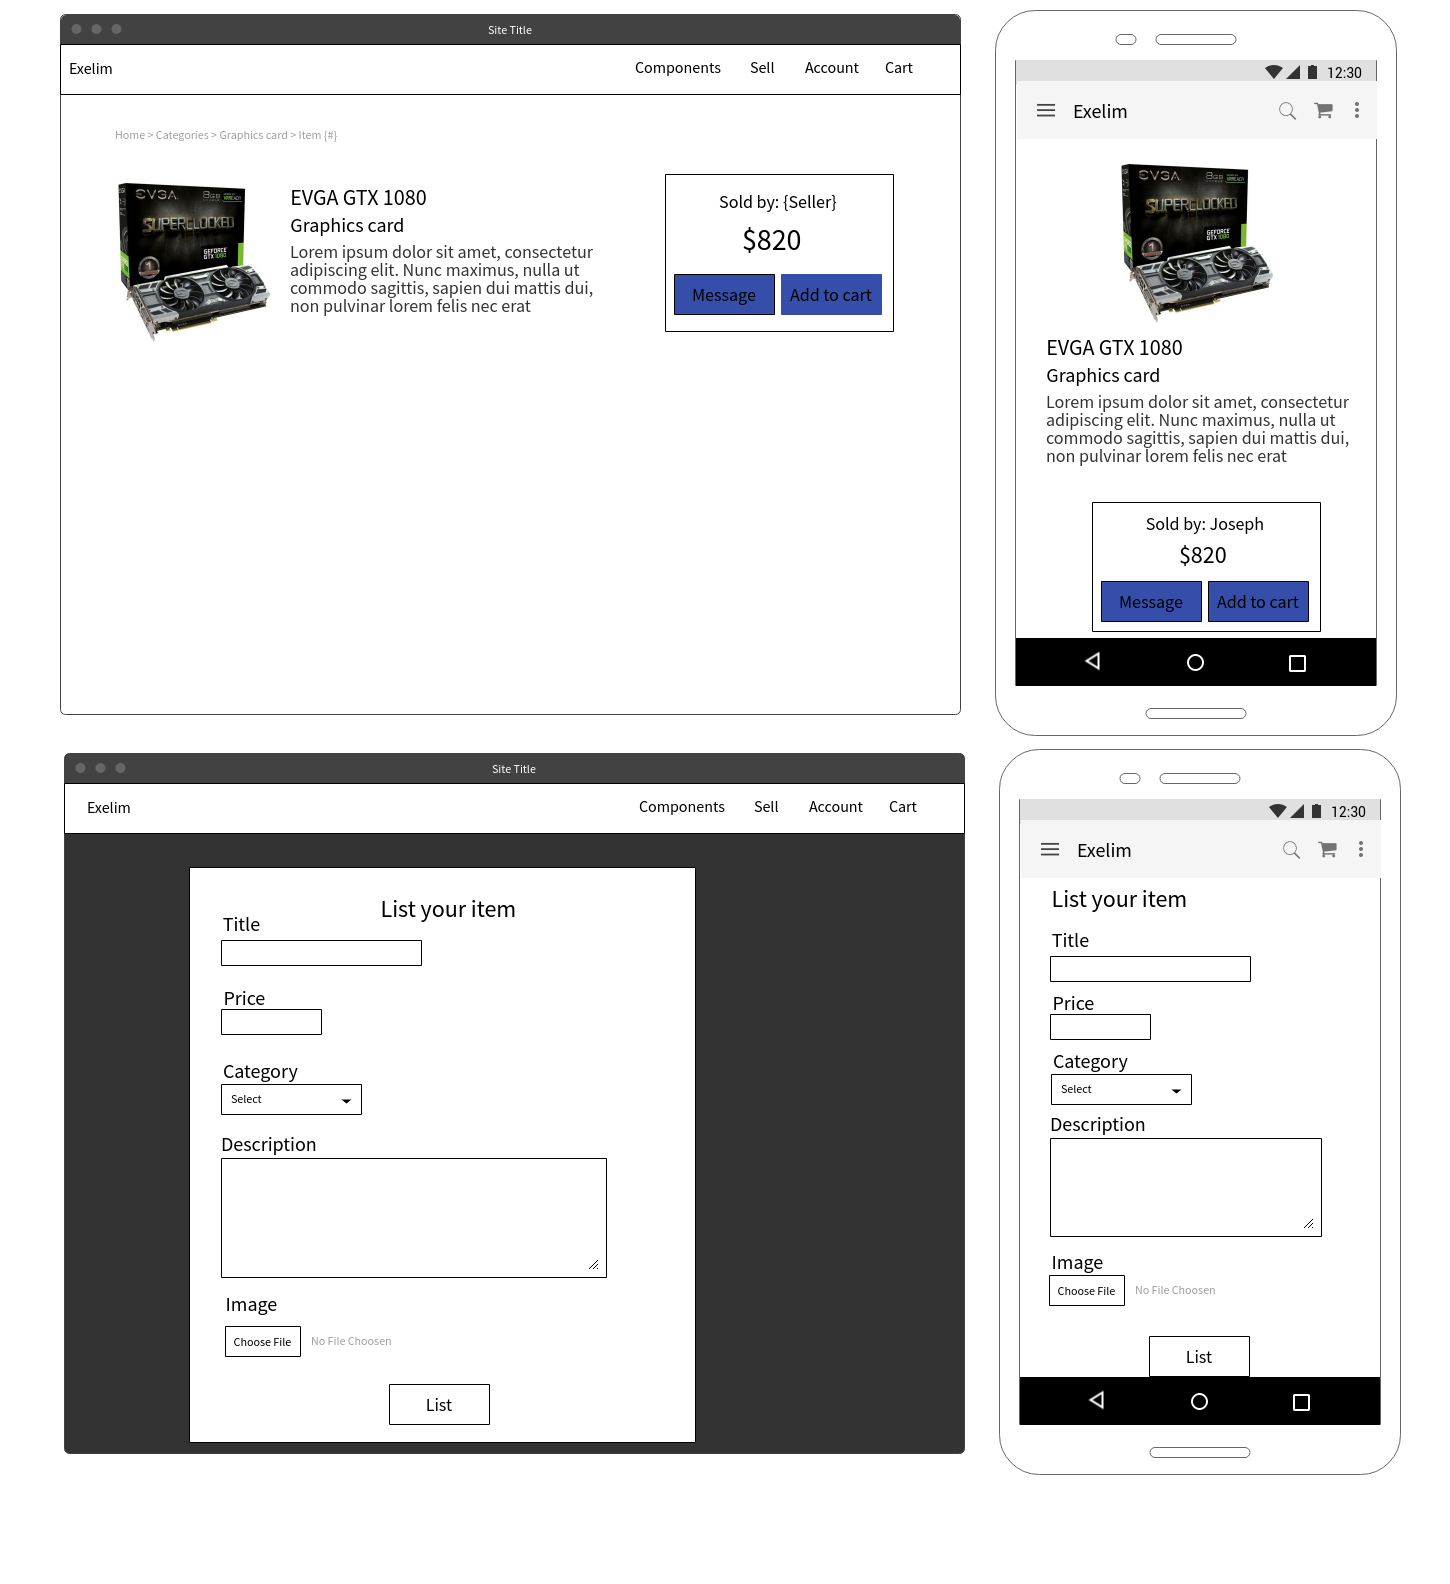 Site Title
Exelim
Components Sell Account Cart
Home > Categories > Graphics card > Item {#}
EVGA
SUPERCLOCKED
GEFORCE
GTX 1080
EVGA GTX 1080
Graphics card
Lorem ipsum dolor sit amet, consectetur
adipiscing elit. Nunc maximus, nulla ut
commodo sagittis, sapien dui mattis dui,
non pulvinar lorem felis nec erat
Sold by: {Seller}
$820
Message Add to cart
12:30
Exelim
EVGA
SUPERCLOCKED
GEFORCE
GTX 1080
EVGA GTX 1080
Graphics card
Lorem ipsum dolor sit amet, consectetur
adipiscing elit. Nunc maximus, nulla ut
commodo sagittis, sapien dui mattis dui,
non pulvinar lorem felis nec erat
Sold by: Joseph
$820
Message Add to cart
Site Title
Exelim
Components Sell Account Cart
List your item
Title
Price
Category
Select
Description
Image
Choose File No File Choosen
List
12:30
Exelim
List your item
Title
Price
Category
Select
Description
Image
Choose File No File Choosen
List